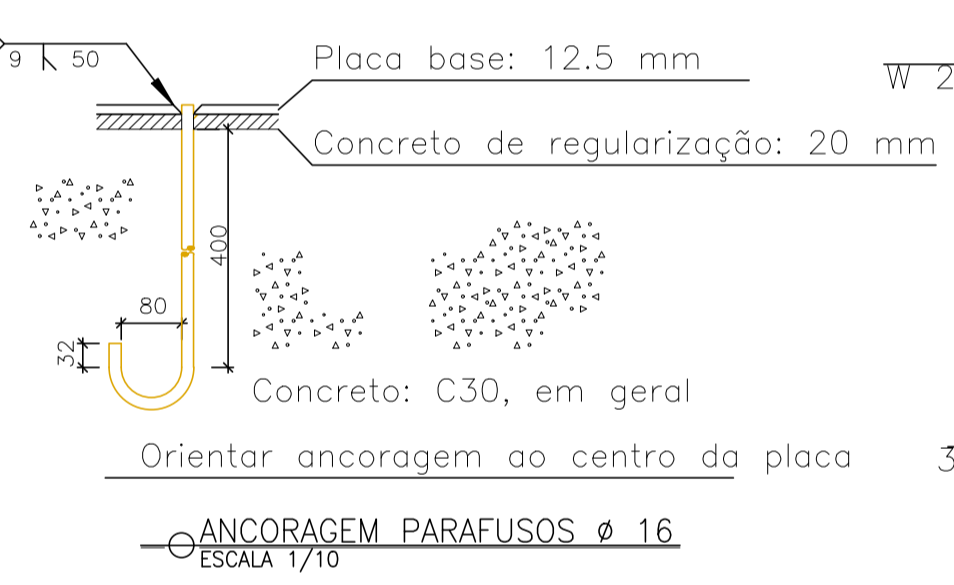 9 50
Placa base: 12.5 mm
W 2
Concreto de regularização: 20 mm
400
80
32
Concreto: C30, em geral
Orientar ancoragem ao centro da placa
3
ANCORAGEM PARAFUSOS ø 16
ESCALA 1/10